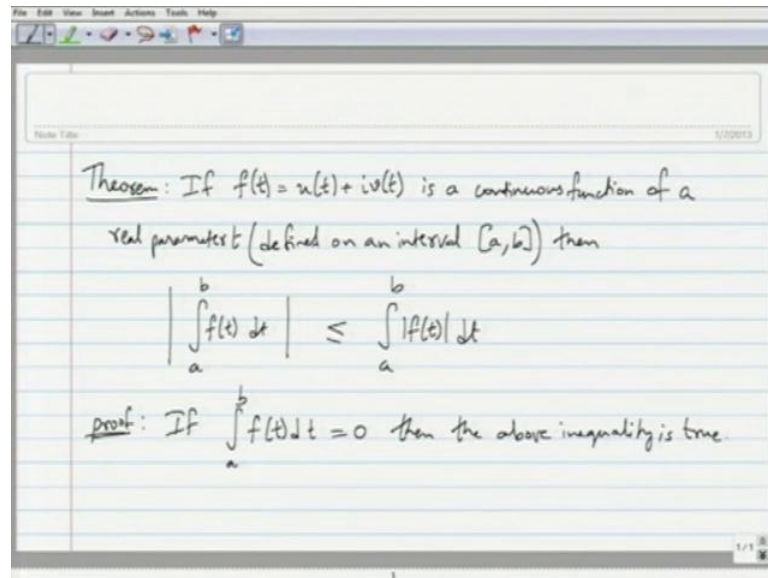 File Edit View Insert Actions Tools Help
Note Title
1/7/2013
Theorem: If f(t) = u(t) + iv(t) is a continuous function of a
real parameter t (defined on an interval [a,b]) then
| ∫_a^b f(t) dt | ≤ ∫_a^b |f(t)| dt
proof: If ∫_a^b f(t) dt = 0 then the above inequality is true.
1/1